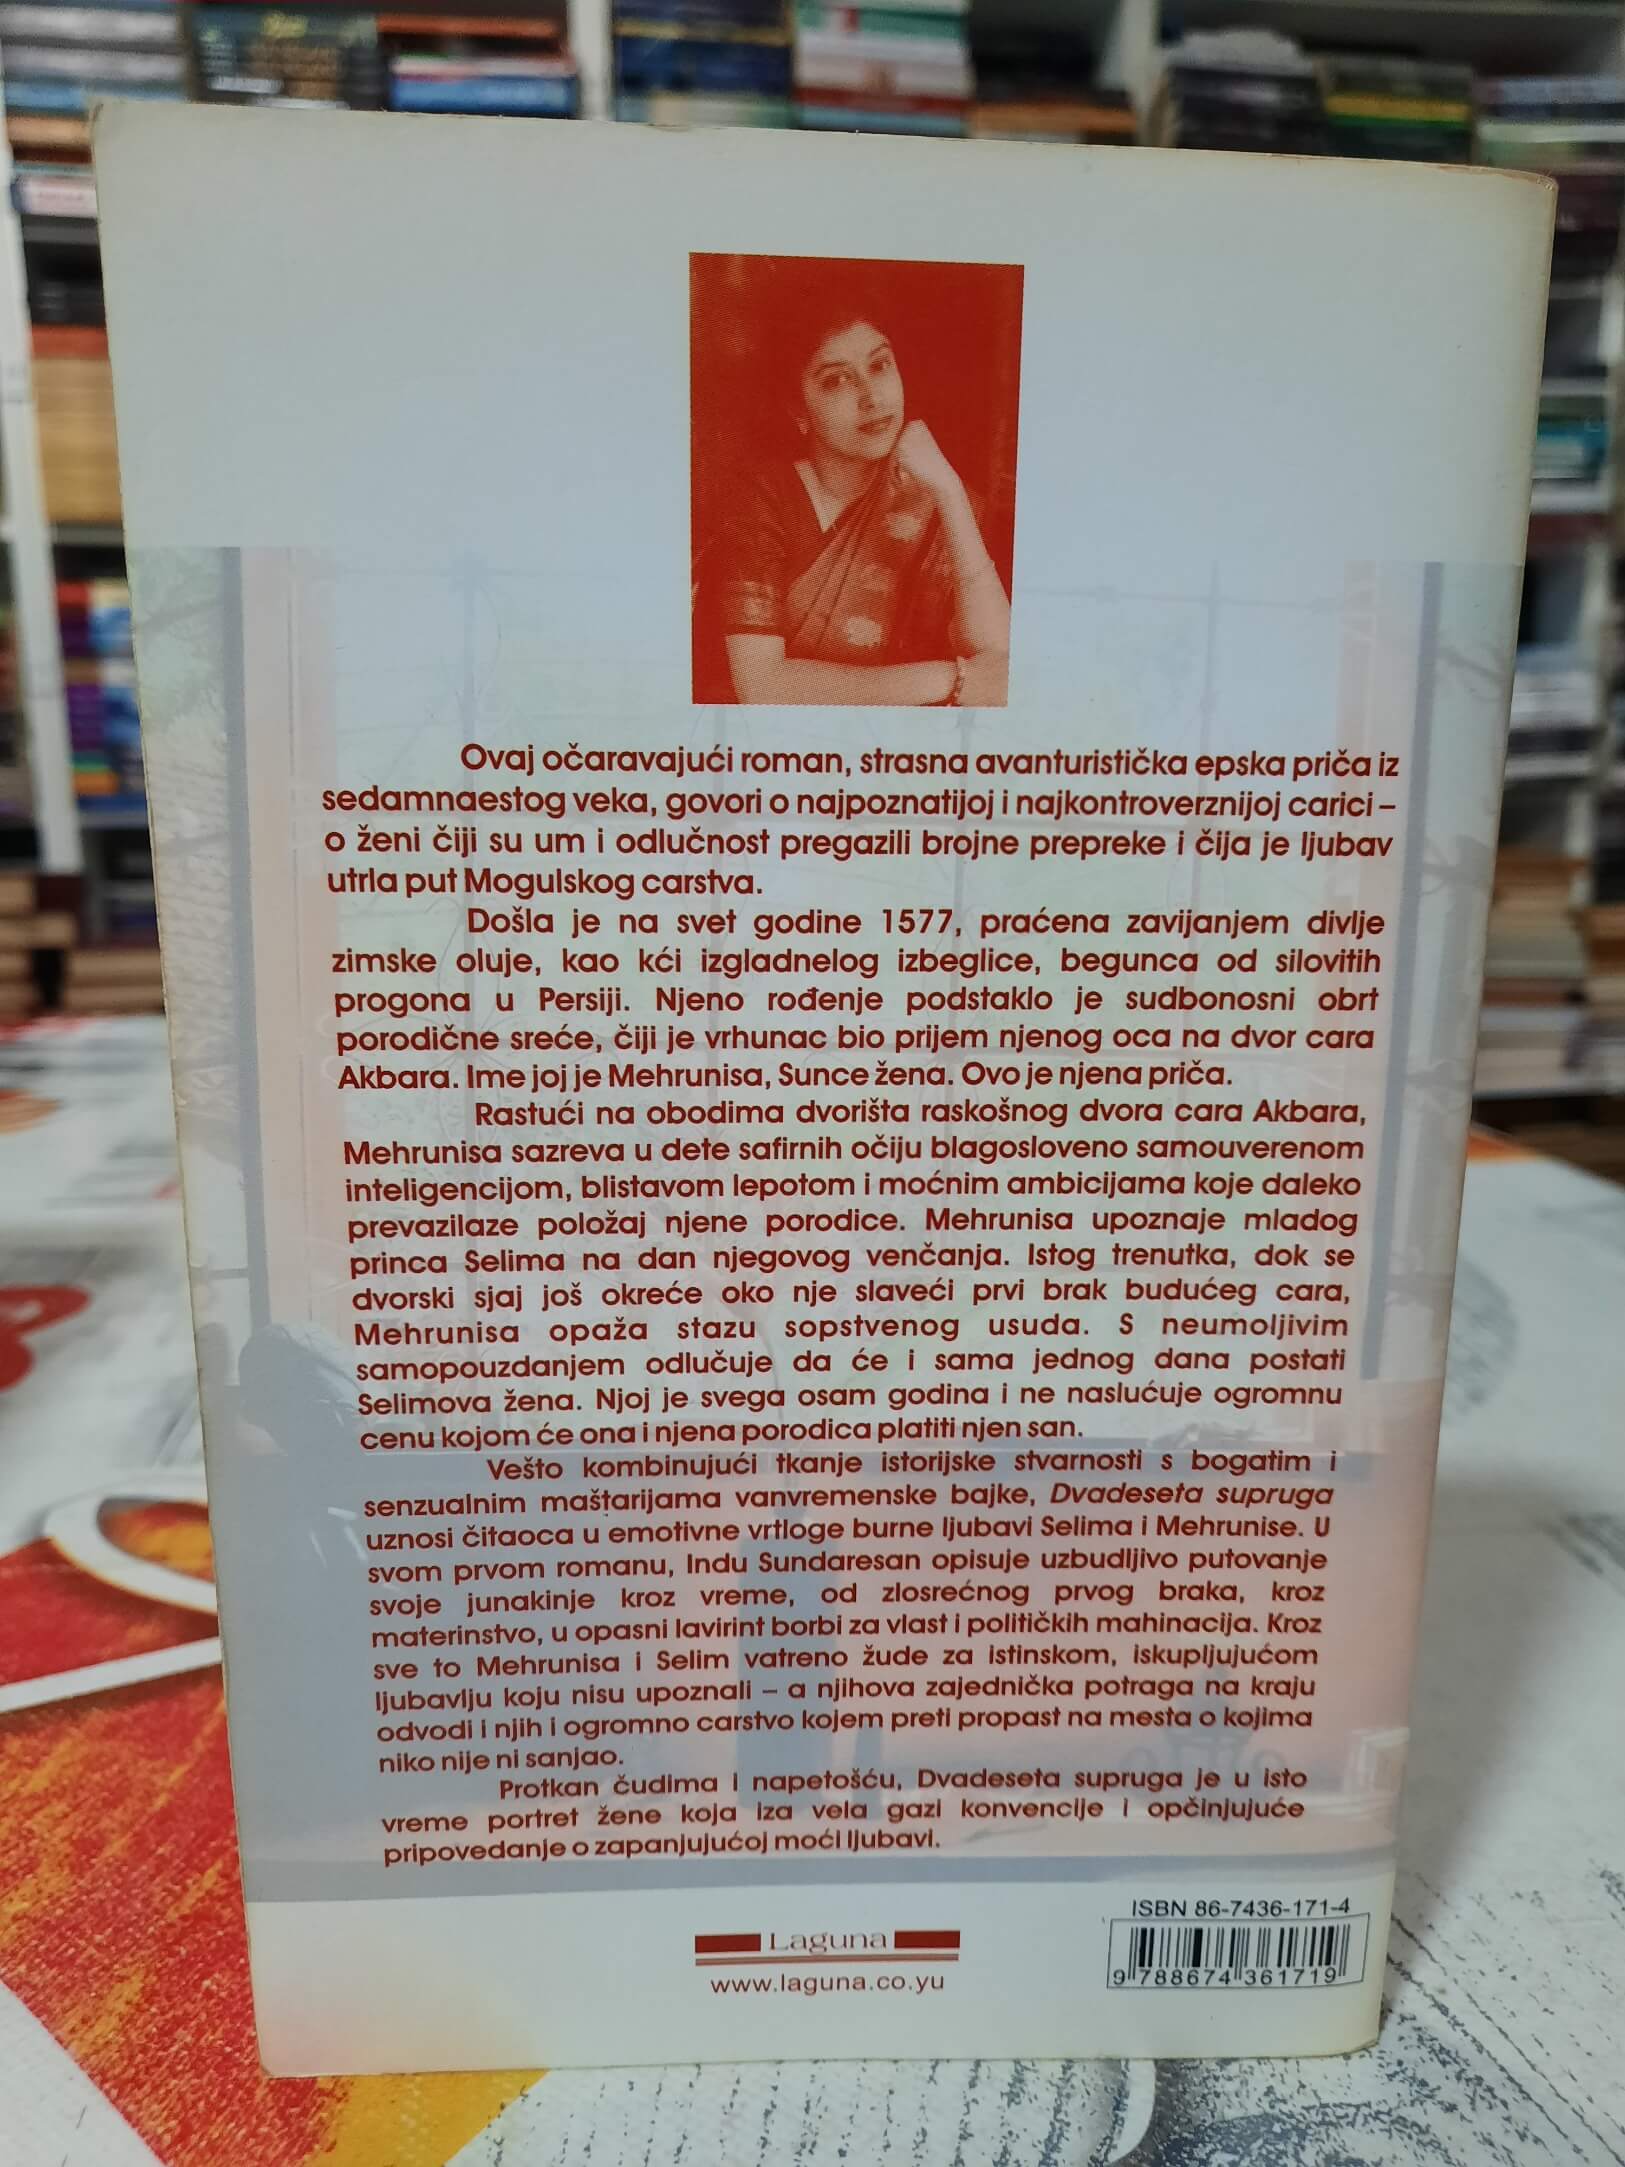 Ovaj očaravajući roman, strasna avanturistička epska priča iz
sedamnaestog veka, govori o najpoznatijoj i najkontroverznijoj carici –
o ženi čiji su um i odlučnost pregazili brojne prepreke i čija je ljubav
utrla put Mogulskog carstva.
Došla je na svet godine 1577, praćena zavijanjem divlje
zimske oluje, kao kći izgladnelog izbeglice, begunca od silovitih
progona u Persiji. Njeno rođenje podstaklo je sudbonosni obrt
porodične sreće, čiji je vrhunac bio prijem njenog oca na dvor cara
Akbara. Ime joj je Mehrunisa, Sunce žena. Ovo je njena priča.
Rastući na obodima dvorišta raskošnog dvora cara Akbara,
Mehrunisa sazreva u dete safirnih očiju blagosloveno samouverenom
inteligencijom, blistavom lepotom i moćnim ambicijama koje daleko
prevazilaze položaj njene porodice. Mehrunisa upoznaje mladog
princa Selima na dan njegovog venčanja. Istog trenutka, dok se
dvorski sjaj još okreće oko nje slaveći prvi brak budućeg cara,
Mehrunisa opaža stazu sopstvenog usuda. S neumoljivim
samopouzdanjem odlučuje da će i sama jednog dana postati
Selimova žena. Njoj je svega osam godina i ne naslućuje ogromnu
cenu kojom će ona i njena porodica platiti njen san.
Vešto kombinujući tkanje istorijske stvarnosti s bogatim i
senzualnim maštarijama vanvremenske bajke, Dvadeseta supruga
uznosi čitaoca u emotivne vrtloge burne ljubavi Selima i Mehrunise. U
svom prvom romanu, Indu Sundaresan opisuje uzbudljivo putovanje
svoje junakinje kroz vreme, od zlosrećnog prvog braka, kroz
materinstvo, u opasni lavirint borbi za vlast i političkih mahinacija. Kroz
sve to Mehrunisa i Selim vatreno žude za istinskom, iskupljujućom
ljubavlju koju nisu upoznali – a njihova zajednička potraga na kraju
odvodi i njih i ogromno carstvo kojem preti propast na mesta o kojima
niko nije ni sanjao.
Protkan čudima i napetošću, Dvadeseta supruga je u isto
vreme portret žene koja iza vela gazi konvencije i opčinjujuće
pripovedanje o zapanjujućoj moći ljubavi.
ISBN 86-7436-171-4
Laguna
www.laguna.co.yu
9 788674 361719